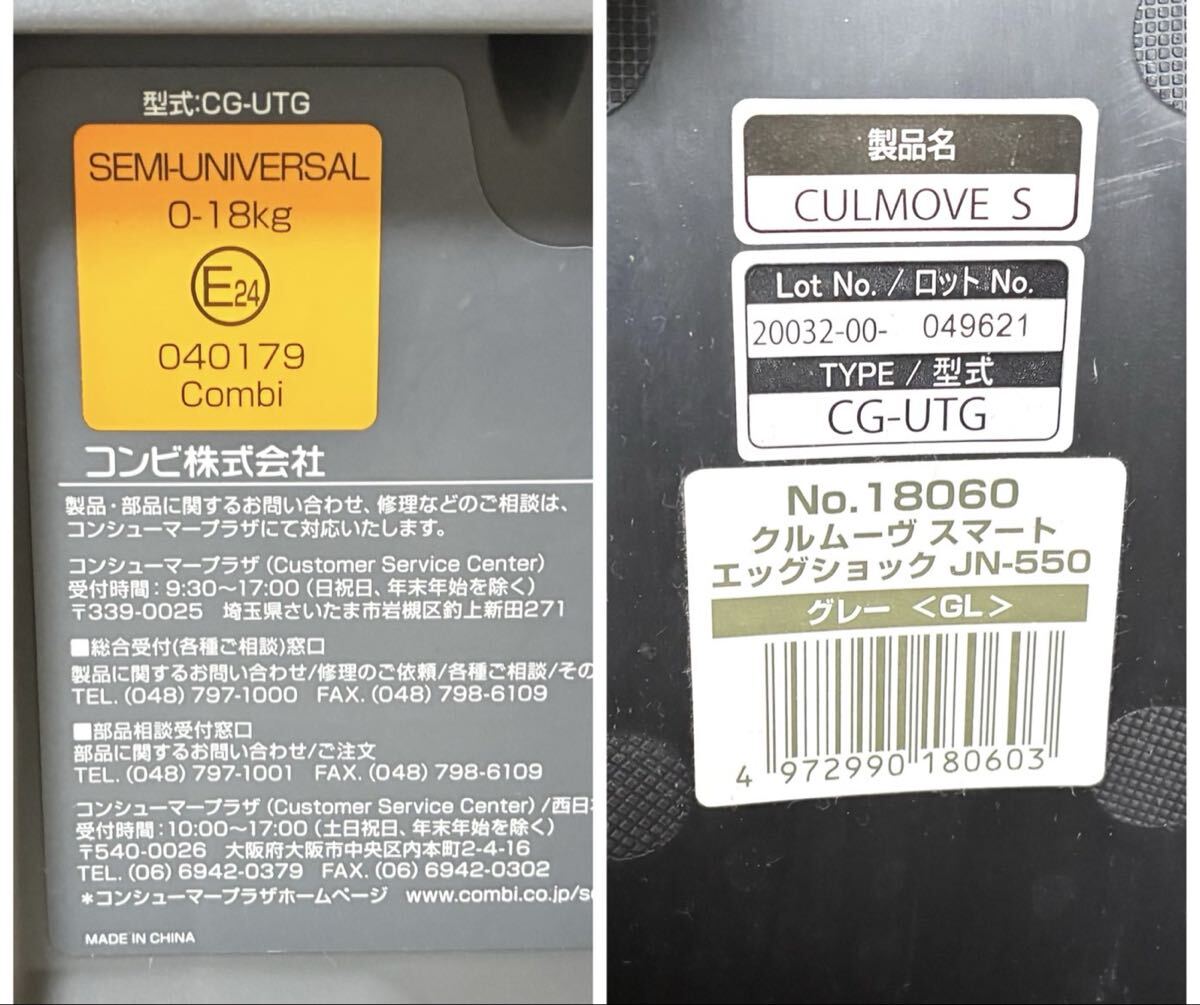 型式:CG-UTG
SEMI-UNIVERSAL
0-18kg
E24
040179
Combi
コンビ株式会社
製品・部品に関するお問い合わせ、修理などのご相談は、
コンシューマープラザにて対応いたします。
コンシューマープラザ(Customer Service Center)
受付時間:9:30〜17:00(日祝日、年末年始を除く)
〒339-0025 埼玉県さいたま市岩槻区釣上新田271
■総合受付(各種ご相談)窓口
製品に関するお問い合わせ/修理のご依頼/各種ご相談/その
TEL.(048)797-1000 FAX.(048)798-6109
■部品相談受付窓口
部品に関するお問い合わせ/ご注文
TEL.(048)797-1001 FAX.(048)798-6109
コンシューマープラザ(Customer Service Center)/西日
受付時間:10:00〜17:00(土日祝日、年末年始を除く)
〒540-0026 大阪府大阪市中央区内本町2-4-16
TEL.(06)6942-0379 FAX.(06)6942-0302
*コンシューマープラザホームページ www.combi.co.jp/s
MADE IN CHINA
製品名
CULMOVE S
Lot No. / ロット No.
20032-00- 049621
TYPE / 型式
CG-UTG
No.18060
クルムーヴ スマート
エッグショック JN-550
グレー <GL>
4 972990 180603